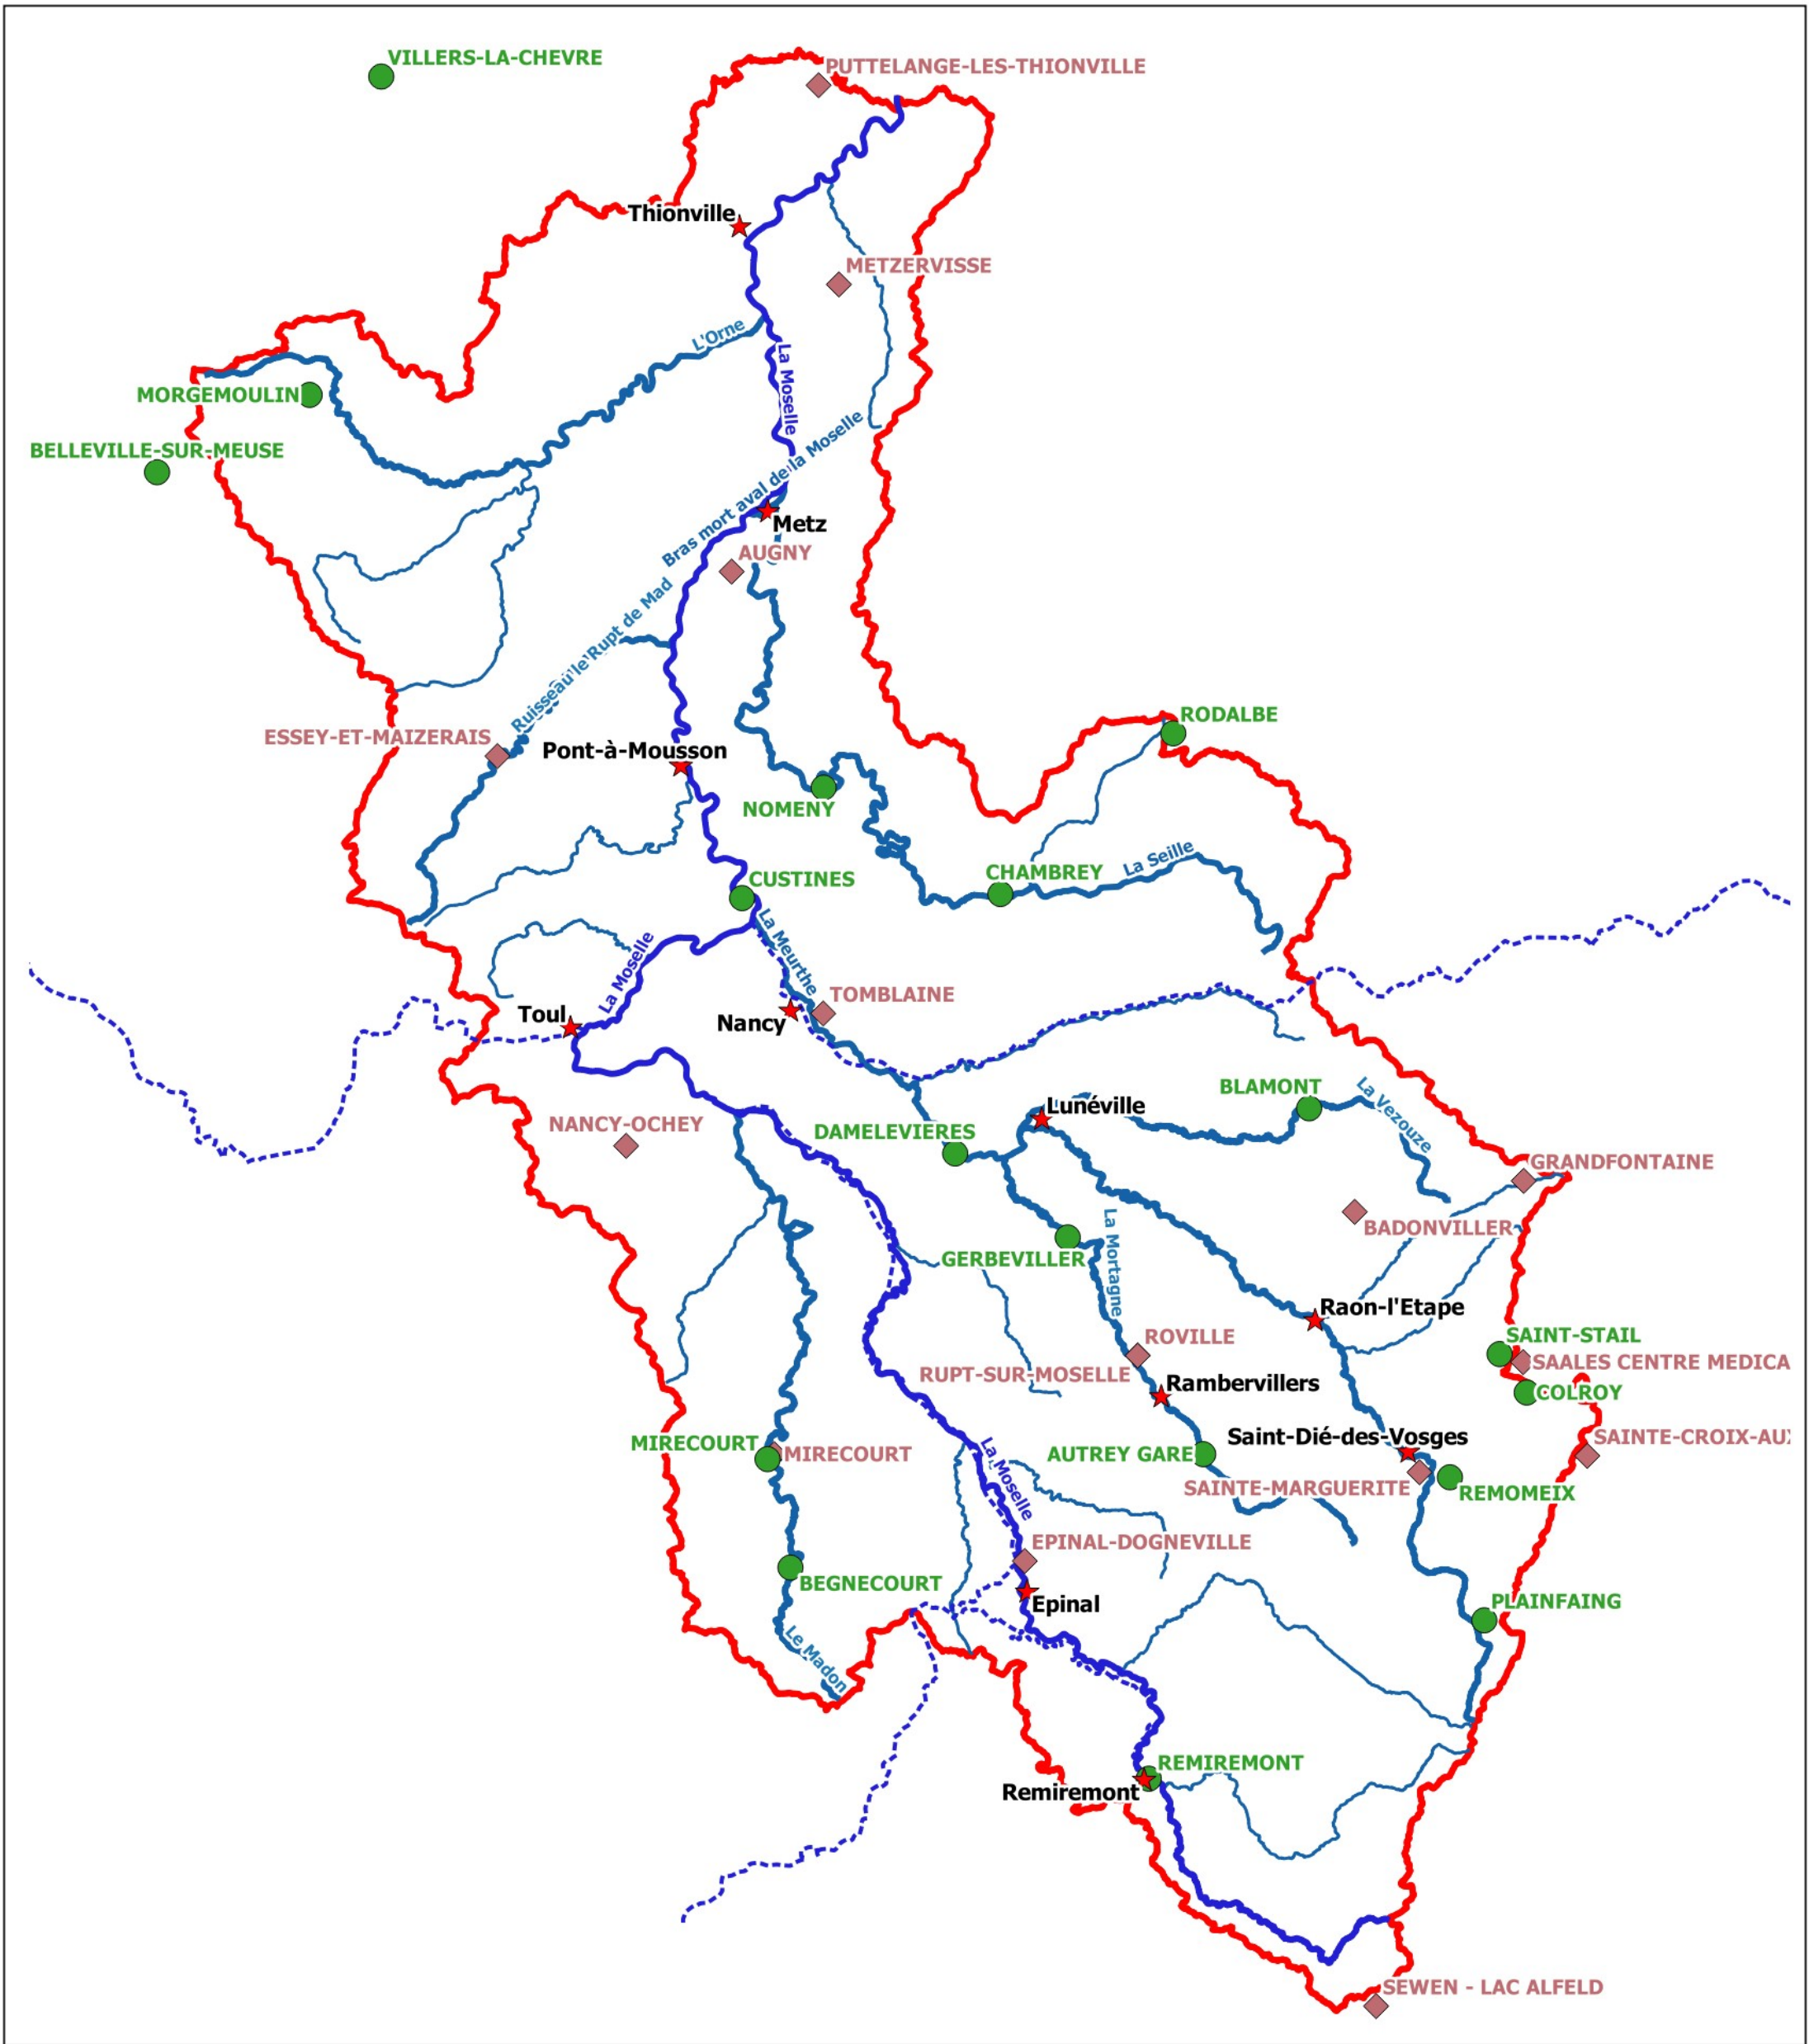 VILLERS-LA-CHEVRE
PUTTELANGE-LES-THIONVILLE
Thionville
METZERVISSE
L'Orne
La Moselle
MORGEMOULIN
BELLEVILLE-SUR-MEUSE
Bras mort aval de la Moselle
Metz
AUGNY
Ruisseau le Rupt de Mad
RODALBE
ESSEY-ET-MAIZERAIS
Pont-à-Mousson
NOMENY
La Seille
CHAMBREY
CUSTINES
La Meurthe
La Moselle
TOMBLAINE
Toul
Nancy
BLAMONT
La Vezouze
Lunéville
NANCY-OCHEY
DAMELEVIERES
GRANDFONTAINE
BADONVILLER
La Mortagne
GERBEVILLER
Raon-l'Etape
SAINT-STAIL
ROVILLE
SAALES CENTRE MEDICA
RUPT-SUR-MOSELLE
Rambervillers
COLROY
Saint-Dié-des-Vosges
SAINTE-CROIX-AU
MIRECOURT
MIRECOURT
AUTREY GARE
La Moselle
SAINTE-MARGUERITE
REMOMEIX
EPINAL-DOGNEVILLE
BEGNECOURT
Epinal
PLAINFAING
Le Madon
REMIREMONT
Remiremont
SEWEN - LAC ALFELD